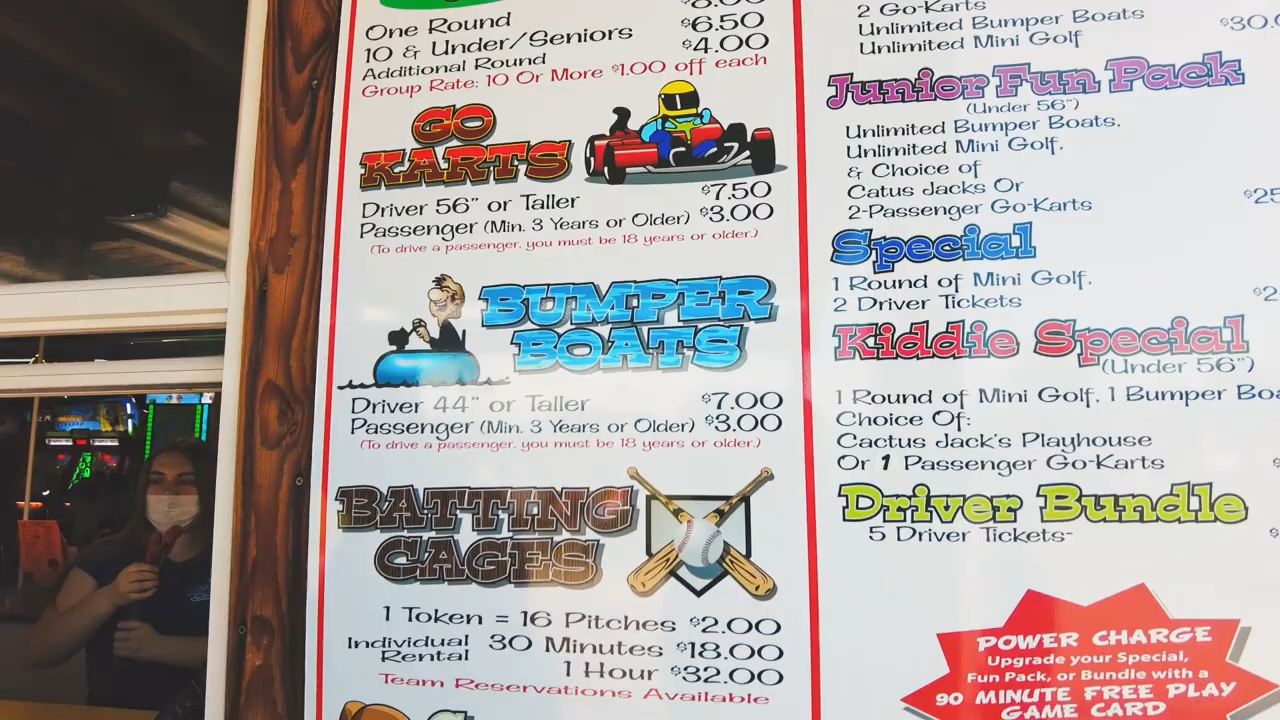 One Round
$6.50
10 & Under/Seniors
$4.00
Additional Round
Group Rate: 10 Or More $1.00 off each
GO
KARTS
Driver 56" or Taller $7.50
Passenger (Min. 3 Years or Older) $3.00
(To drive a passenger, you must be 18 years or older.)
BUMPER
BOATS
Driver 44" or Taller $7.00
Passenger (Min. 3 Years or Older) $3.00
(To drive a passenger, you must be 18 years or older.)
BATTING
CAGES
1 Token = 16 Pitches $2.00
Individual Rental 30 Minutes $18.00
1 Hour $32.00
Team Reservations Available
2 Go-Karts
Unlimited Bumper Boats
Unlimited Mini Golf
Junior Fun Pack
(Under 56")
Unlimited Bumper Boats,
Unlimited Mini Golf,
& Choice of
Catus Jacks Or
2-Passenger Go-Karts
Special
1 Round of Mini Golf,
2 Driver Tickets
Kiddie Special
(Under 56")
1 Round of Mini Golf, 1 Bumper
Choice Of:
Cactus Jack's Playhouse
Or 1 Passenger Go-Karts
Driver Bundle
5 Driver Tickets-
POWER CHARGE
Upgrade your Special,
Fun Pack, or Bundle with a
90 MINUTE FREE PLAY
GAME CARD